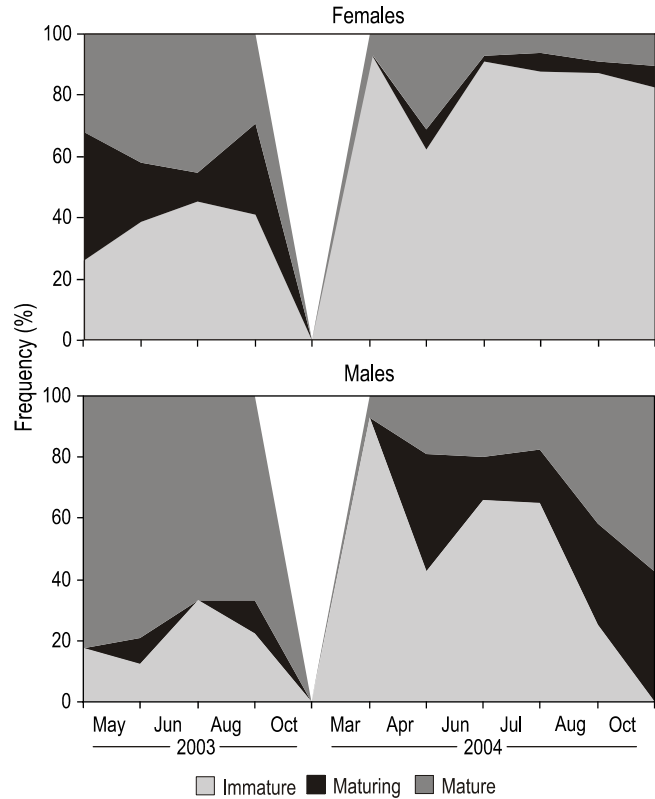 Females
100
80
60
40
20
0
Males
100
80
60
40
20
0
Frequency (%)
May Jun Aug Oct Mar Apr Jun Jul Aug Oct
2003 2004
Immature Maturing Mature